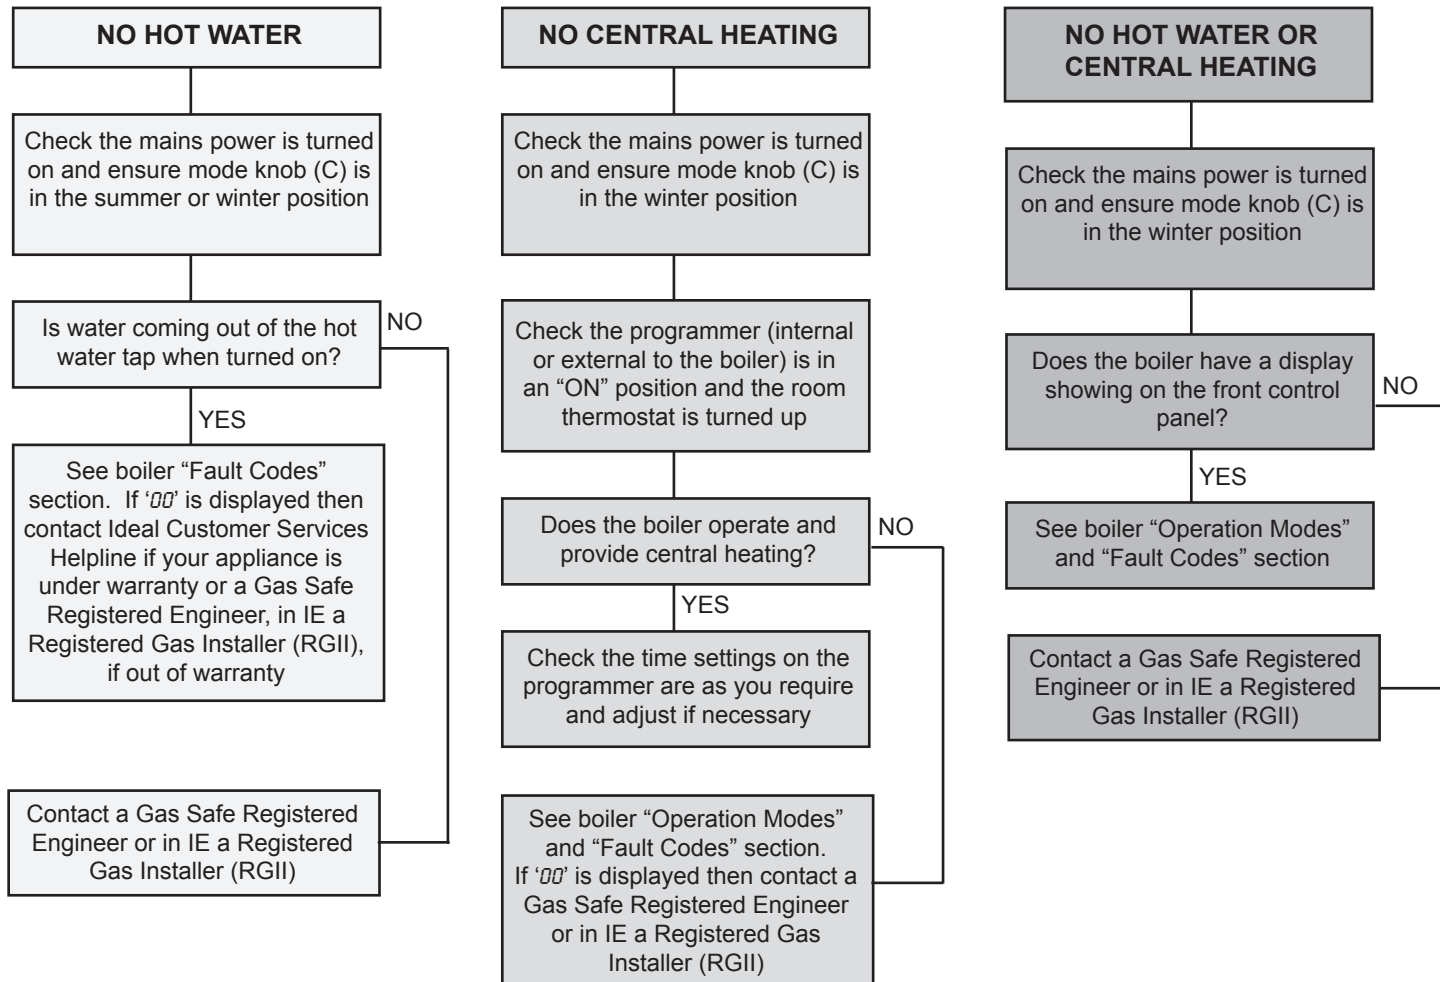 NO HOT WATER
Check the mains power is turned
on and ensure mode knob (C) is
in the summer or winter position
Is water coming out of the hot
water tap when turned on?
NO
YES
See boiler “Fault Codes”
section.  If ‘00’ is displayed then
contact Ideal Customer Services
Helpline if your appliance is
under warranty or a Gas Safe
Registered Engineer, in IE a
Registered Gas Installer (RGII),
if out of warranty
Contact a Gas Safe Registered
Engineer or in IE a Registered
Gas Installer (RGII)
NO CENTRAL HEATING
Check the mains power is turned
on and ensure mode knob (C) is
in the winter position
Check the programmer (internal
or external to the boiler) is in
an “ON” position and the room
thermostat is turned up
Does the boiler operate and
provide central heating?
NO
YES
Check the time settings on the
programmer are as you require
and adjust if necessary
See boiler “Operation Modes”
and “Fault Codes” section.
If ‘00’ is displayed then contact a
Gas Safe Registered Engineer
or in IE a Registered Gas
Installer (RGII)
NO HOT WATER OR
CENTRAL HEATING
Check the mains power is turned
on and ensure mode knob (C) is
in the winter position
Does the boiler have a display
showing on the front control
panel?
NO
YES
See boiler “Operation Modes”
and “Fault Codes” section
Contact a Gas Safe Registered
Engineer or in IE a Registered
Gas Installer (RGII)